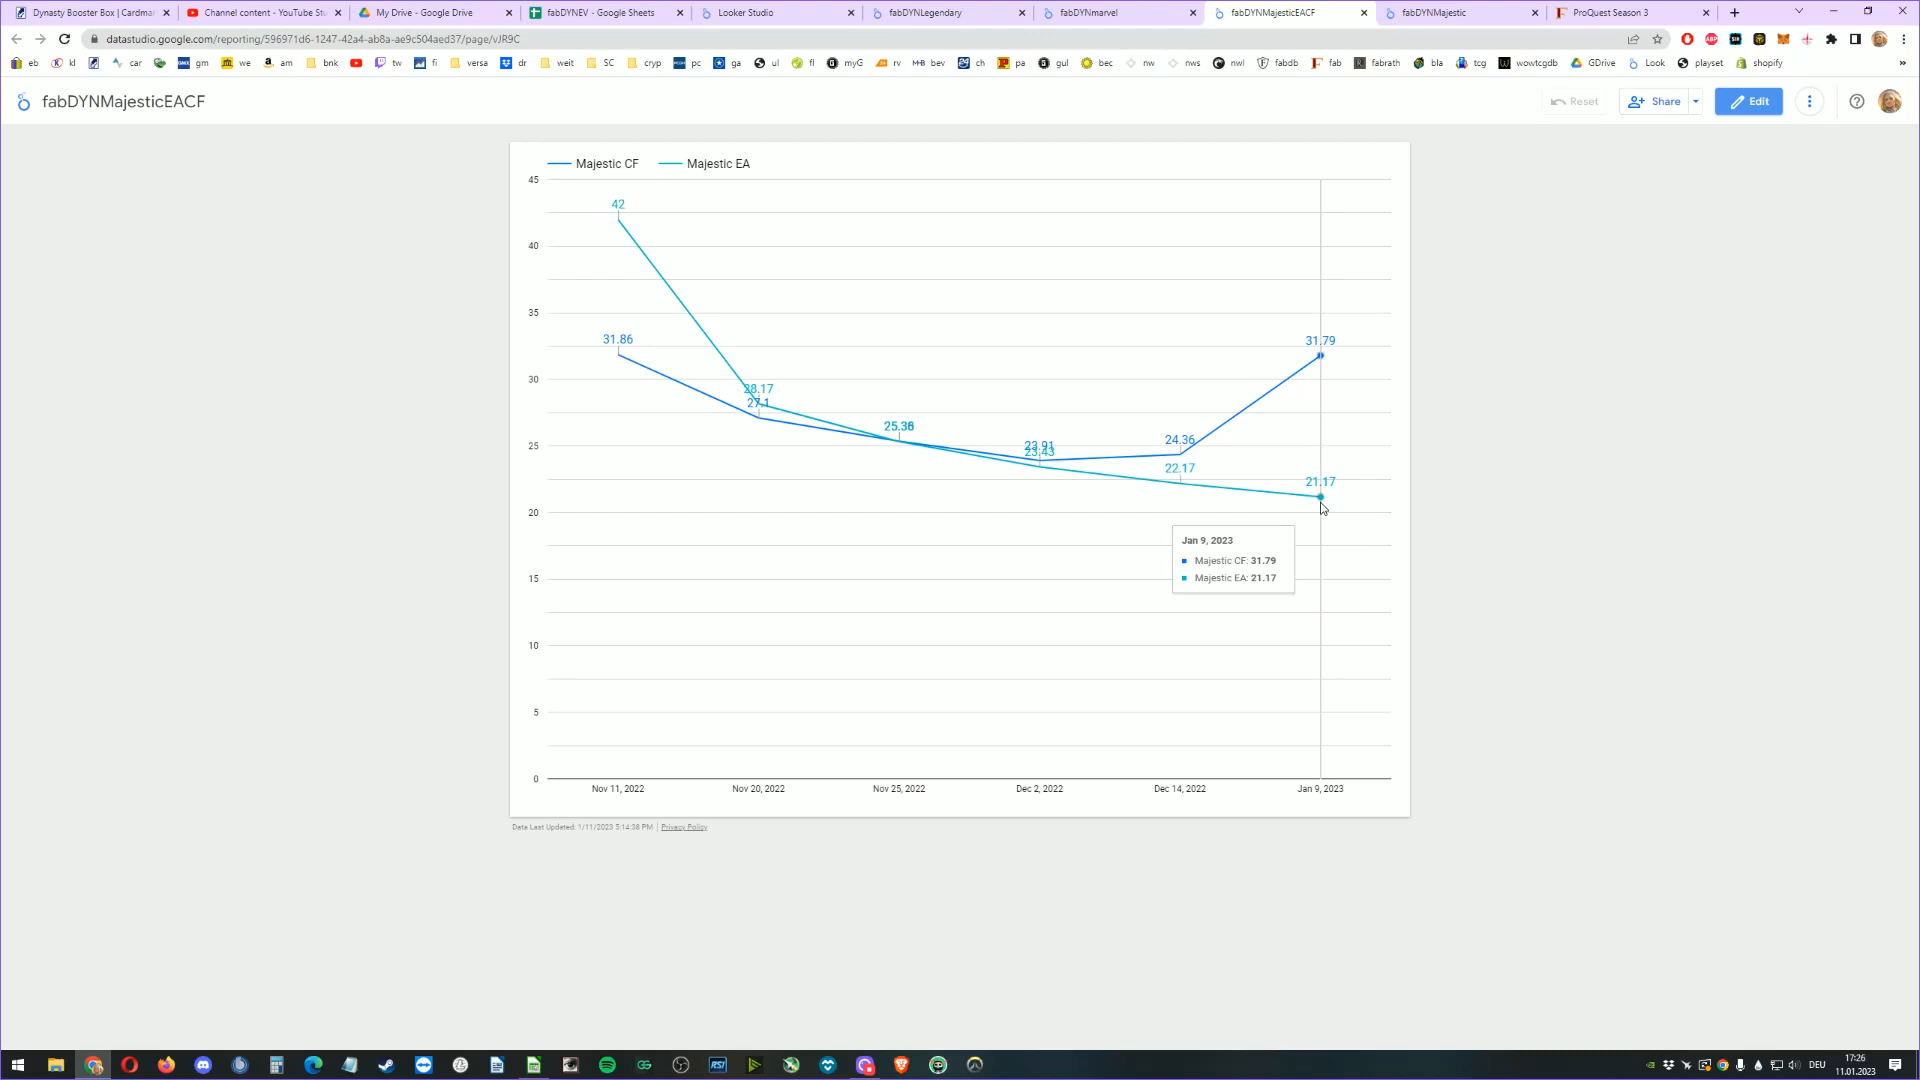 Dynasty Booster Box | Cardmar
Channel content - YouTube Stu
My Drive - Google Drive
fabDYNEV - Google Sheets
Looker Studio
fabDYNLegendary
fabDYNmarvel
fabDYNMajesticEACF
fabDYNMajestic
ProQuest Season 3
datastudio.google.com/reporting/596971d6-1247-42a4-ab8a-ae9c504aed37/page/vJR9C
eb kl car gm we am bnk tw fi versa dr weit SC cryp pc ga ul fl myG rv bev ch pa gul bec nw nws nwl fabdb fab fabrath bla tcg wowtcgdb GDrive Look playset shopify »
fabDYNMajesticEACF
Reset
Share
Edit
Majestic CF Majestic EA
45
42
40
35
31.86
31.79
30
28.17
27.1
25.36
25
23.91
23.43
24.36
22.17
21.17
20
Jan 9, 2023
Majestic CF: 31.79
Majestic EA: 21.17
15
10
5
0
Nov 11, 2022 Nov 20, 2022 Nov 25, 2022 Dec 2, 2022 Dec 14, 2022 Jan 9, 2023
Data Last Updated: 1/11/2023 5:14:38 PM | Privacy Policy
DEU
17:26
11.01.2023